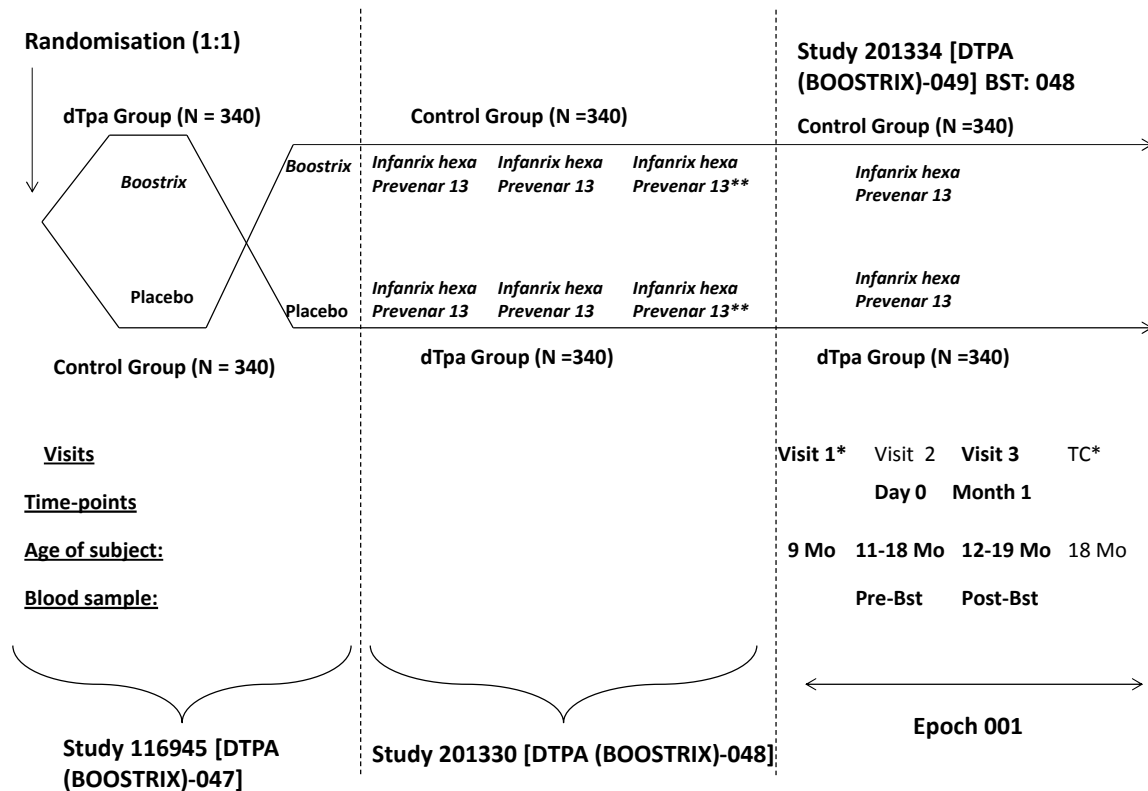 Randomisation (1:1)
Study 201334 [DTPA
(BOOSTRIX)-049] BST: 048
dTpa Group (N = 340)
Control Group (N =340)
Control Group (N =340)
Boostrix
Boostrix
Infanrix hexa
Prevenar 13
Infanrix hexa
Prevenar 13
Infanrix hexa
Prevenar 13**
Infanrix hexa
Prevenar 13
Placebo
Placebo
Infanrix hexa
Prevenar 13
Infanrix hexa
Prevenar 13
Infanrix hexa
Prevenar 13**
Infanrix hexa
Prevenar 13
Control Group (N = 340)
dTpa Group (N =340)
dTpa Group (N =340)
Visits Visit 1* Visit 2 Visit 3 TC*
Time-points Day 0 Month 1
Age of subject: 9 Mo 11-18 Mo 12-19 Mo 18 Mo
Blood sample: Pre-Bst Post-Bst
Study 116945 [DTPA
(BOOSTRIX)-047]
Study 201330 [DTPA (BOOSTRIX)-048]
Epoch 001